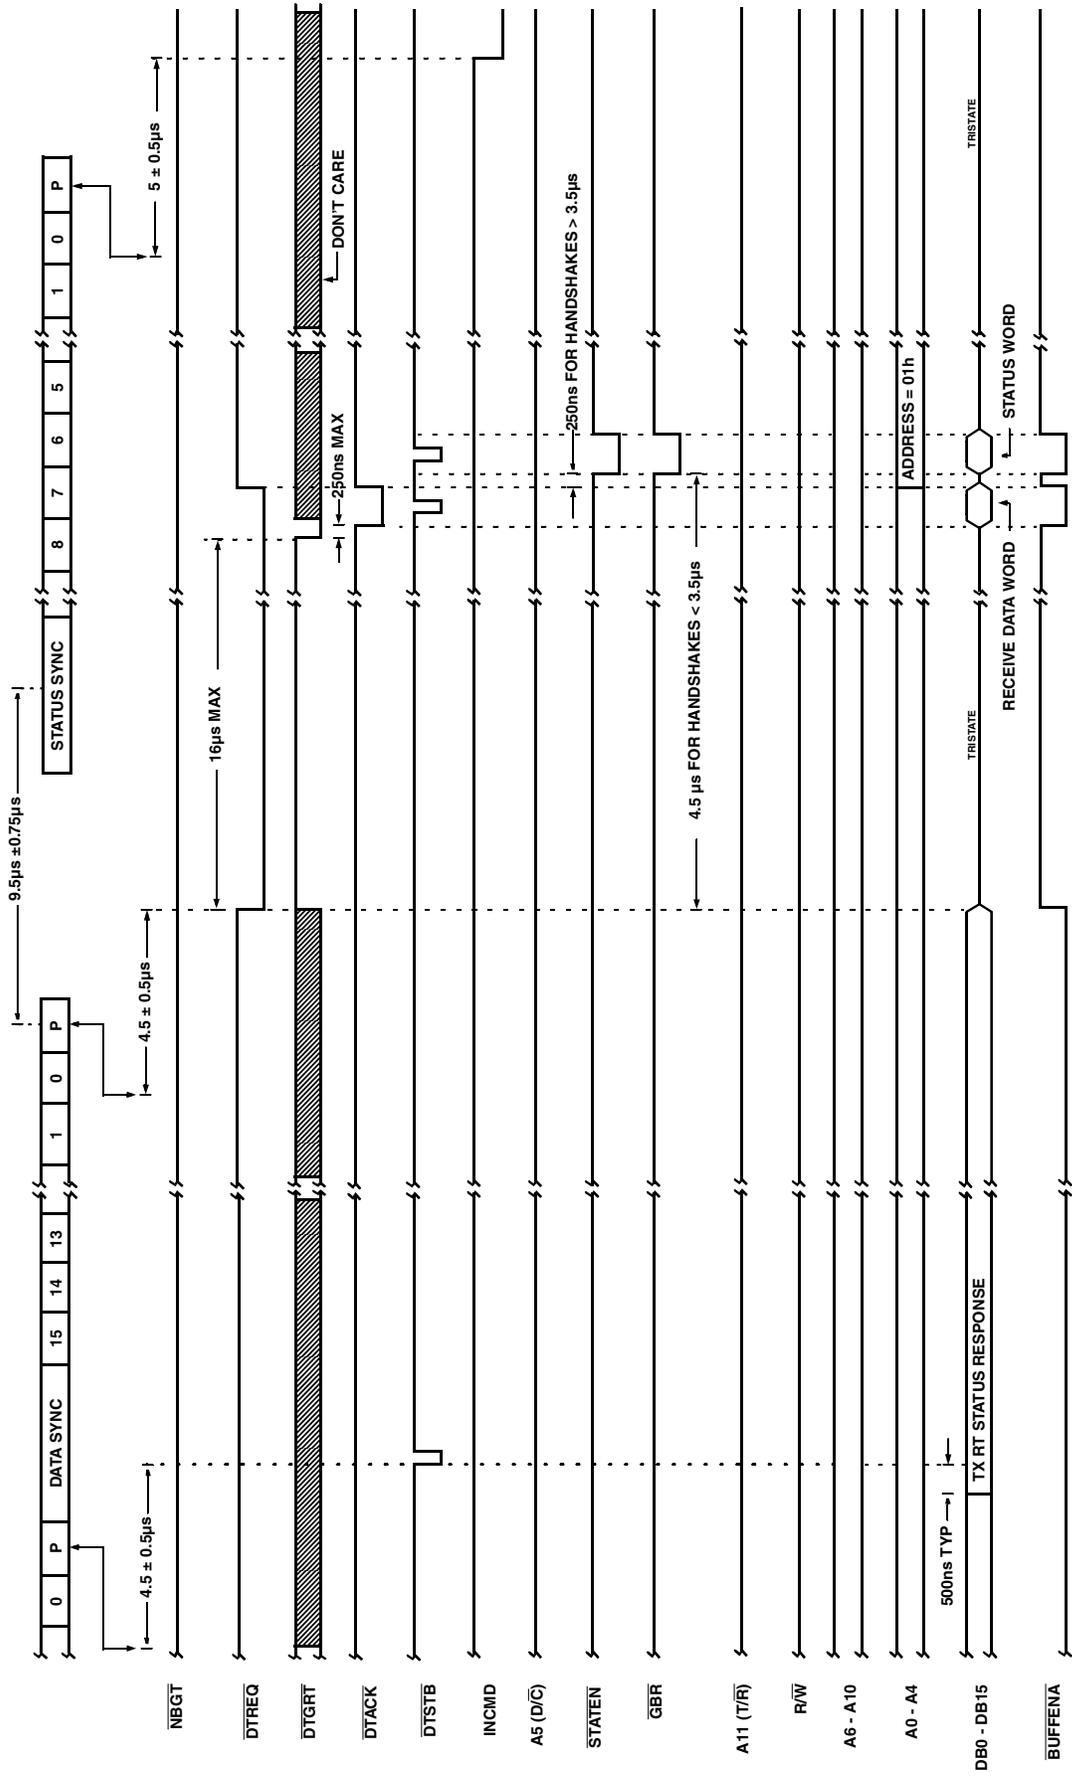 0 P DATA SYNC 15 14 13 1 0 P STATUS SYNC 8 7 6 5 1 0 P
9.5µs ±0.75µs
4.5 ± 0.5µs
4.5 ± 0.5µs
5 ± 0.5µs
NBGT
16µs MAX
DTREQ
DTGRT
250ns MAX
DON'T CARE
DTACK
DTSTB
INCMD
A5 (D/C)
250ns FOR HANDSHAKES > 3.5µs
STATEN
GBR
4.5 µs FOR HANDSHAKES < 3.5µs
A11 (T/R)
R/W
A6 - A10
A0 - A4
ADDRESS = 01h
500ns TYP
DB0 - DB15
TX RT STATUS RESPONSE
TRISTATE
TRISTATE
RECEIVE DATA WORD
STATUS WORD
BUFFENA